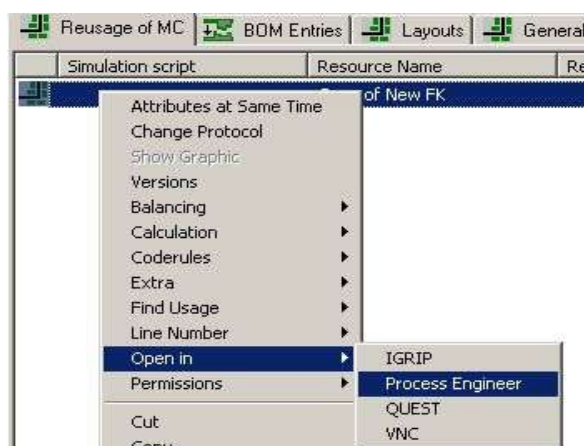 Reusage of MC BOM Entries Layouts General
Simulation script Resource Name Re
of New FK
Attributes at Same Time
Change Protocol
Show Graphic
Versions
Balancing
Calculation
Coderules
Extra
Find Usage
Line Number
Open in IGRIP
Permissions Process Engineer
QUEST
Cut VNC